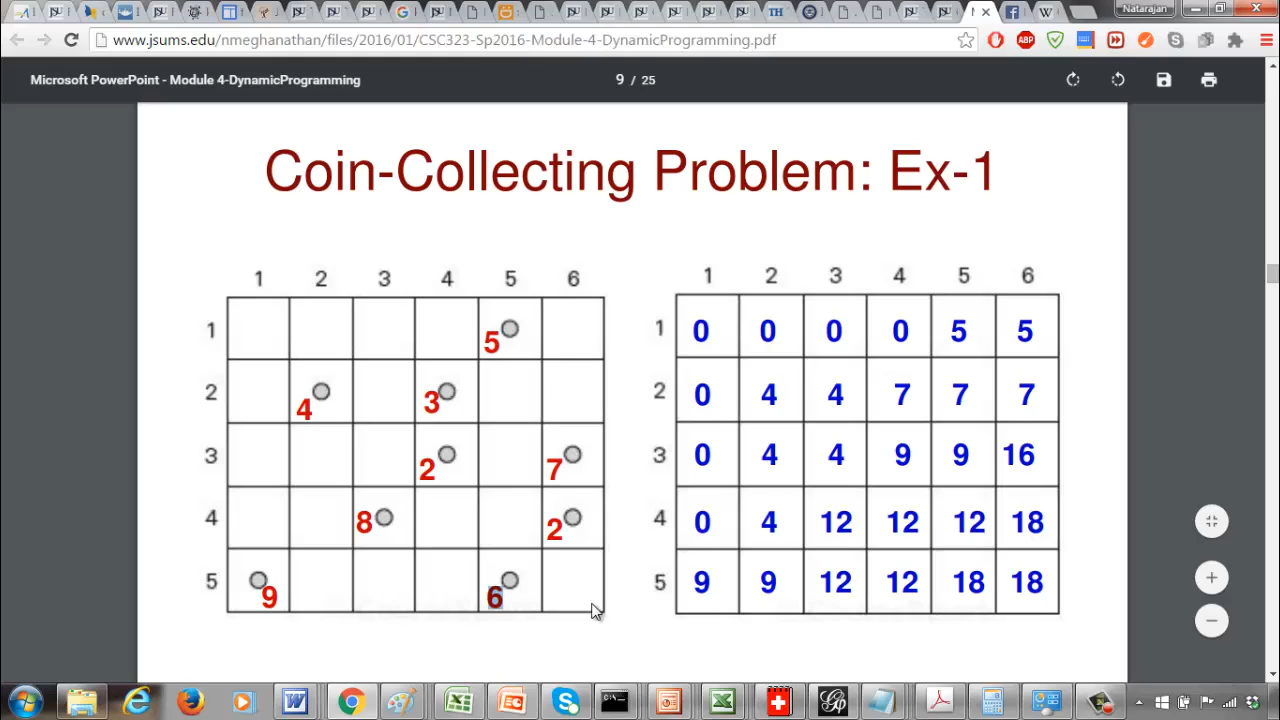 Natarajan
www.jsums.edu/nmeghanathan/files/2016/01/CSC323-Sp2016-Module-4-DynamicProgramming.pdf
Microsoft PowerPoint - Module 4-DynamicProgramming 9 / 25
Coin-Collecting Problem: Ex-1
1 2 3 4 5 6
1 5
2 4 3
3 2 7
4 8 2
5 9 6
1 2 3 4 5 6
1 0 0 0 0 5 5
2 0 4 4 7 7 7
3 0 4 4 9 9 16
4 0 4 12 12 12 18
5 9 9 12 12 18 18